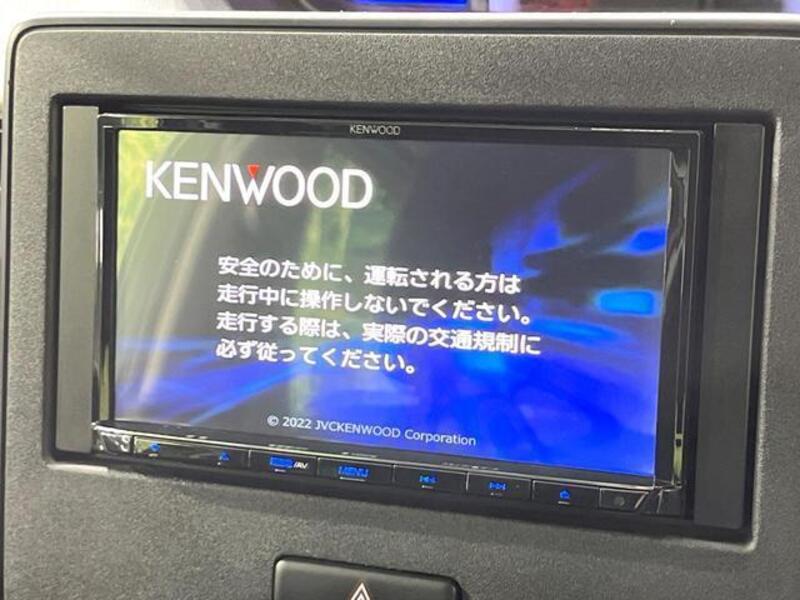 KENWOOD
KENWOOD
安全のために、運転される方は
走行中に操作しないでください。
走行する際は、実際の交通規制に
必ず従ってください。
© 2022 JVCKENWOOD Corporation
/AV
MENU